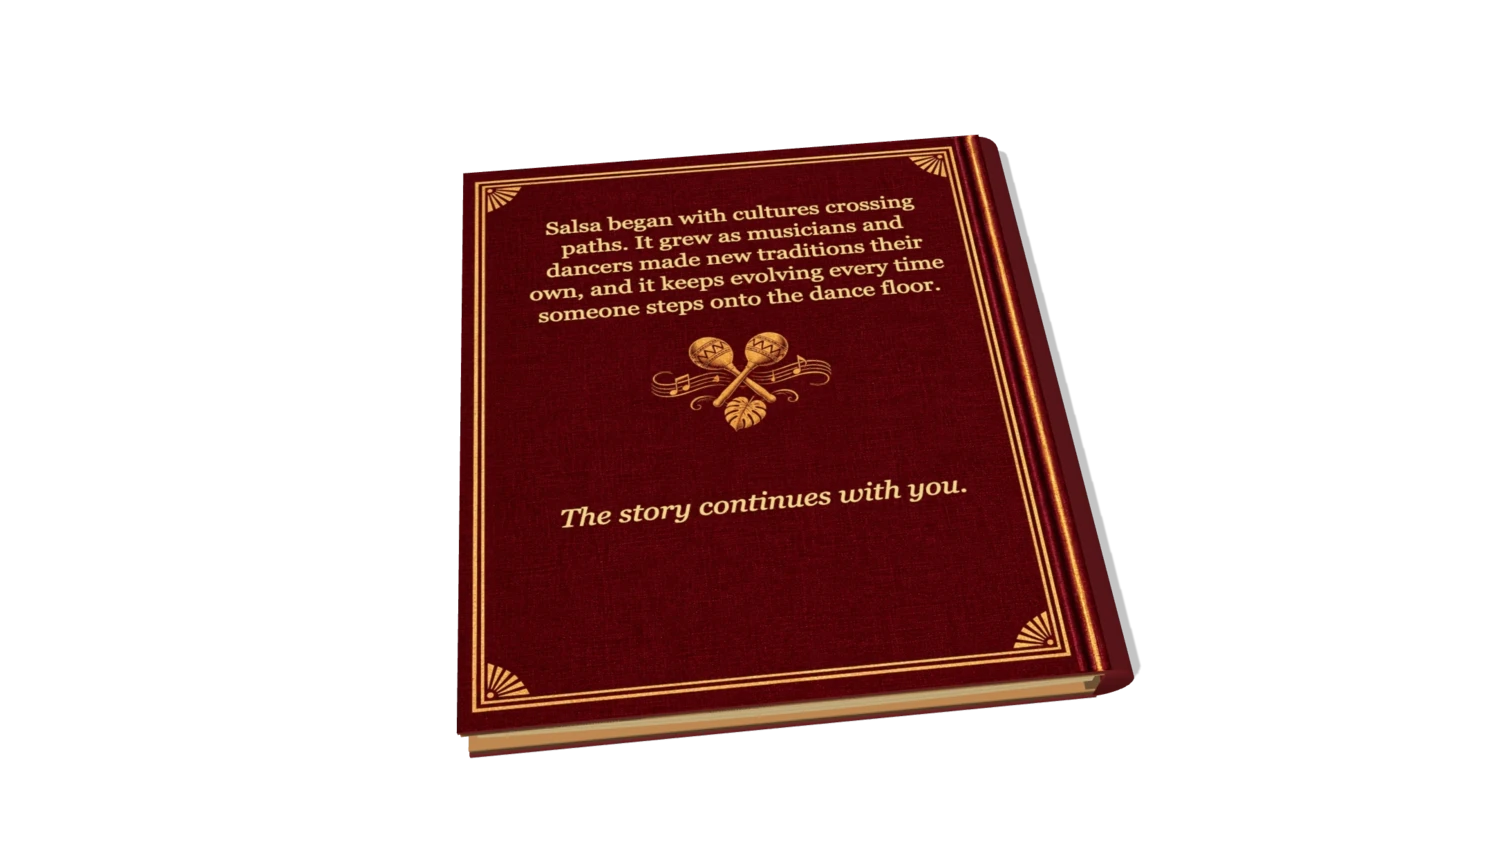 Salsa began with cultures crossing
paths. It grew as musicians and
dancers made new traditions their
own, and it keeps evolving every time
someone steps onto the dance floor.
The story continues with you.